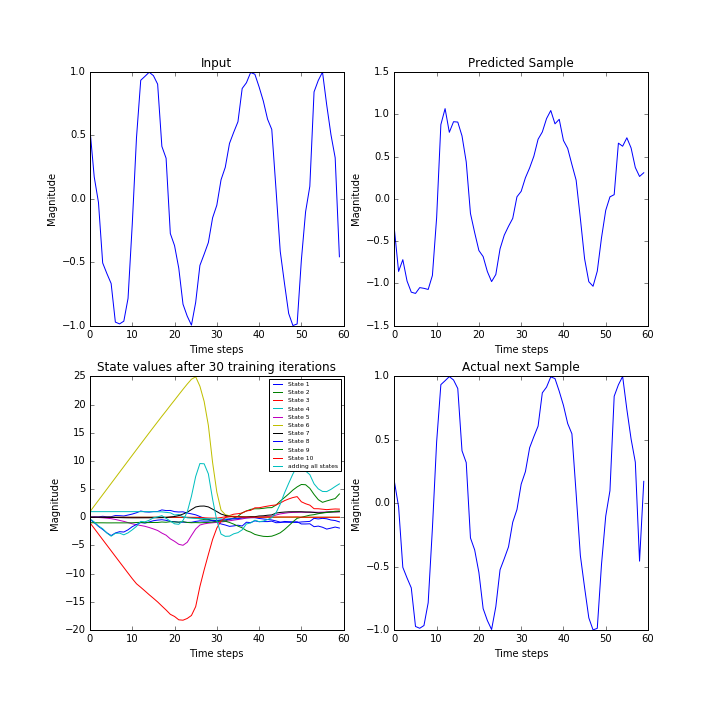 Input
Magnitude
1.0
0.5
0.0
−0.5
−1.0
0 10 20 30 40 50 60
Time steps
Predicted Sample
Magnitude
1.5
1.0
0.5
0.0
−0.5
−1.0
−1.5
0 10 20 30 40 50 60
Time steps
State values after 30 training iterations
Magnitude
25
20
15
10
5
0
−5
−10
−15
−20
0 10 20 30 40 50 60
Time steps
State 1
State 2
State 3
State 4
State 5
State 6
State 7
State 8
State 9
State 10
adding all states
Actual next Sample
Magnitude
1.0
0.5
0.0
−0.5
−1.0
0 10 20 30 40 50 60
Time steps